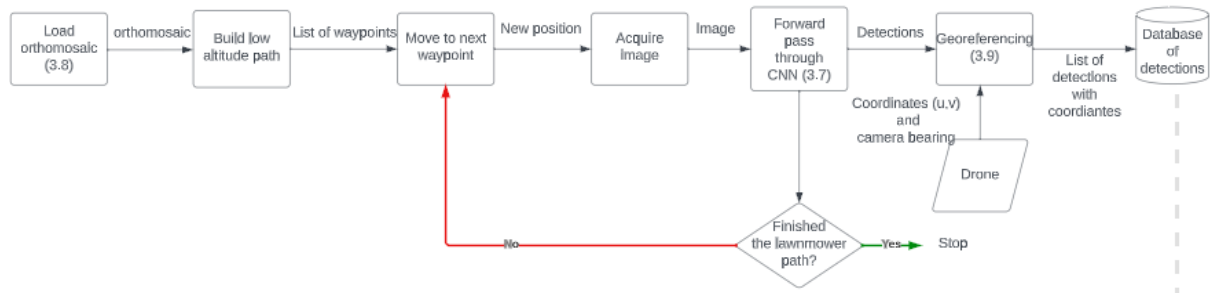 Load
orthomosaic
(3.8)
orthomosaic
Build low
altitude path
List of waypoints
Move to next
waypoint
New position
Acquire
Image
Image
Forward
pass
through
CNN (3.7)
Detections
Georeferencing
(3.9)
List of
detections
with
coordiantes
Database
of
detections
Coordinates (u,v)
and
camera bearing
Drone
Finished
the lawnmower
path?
No
Yes
Stop